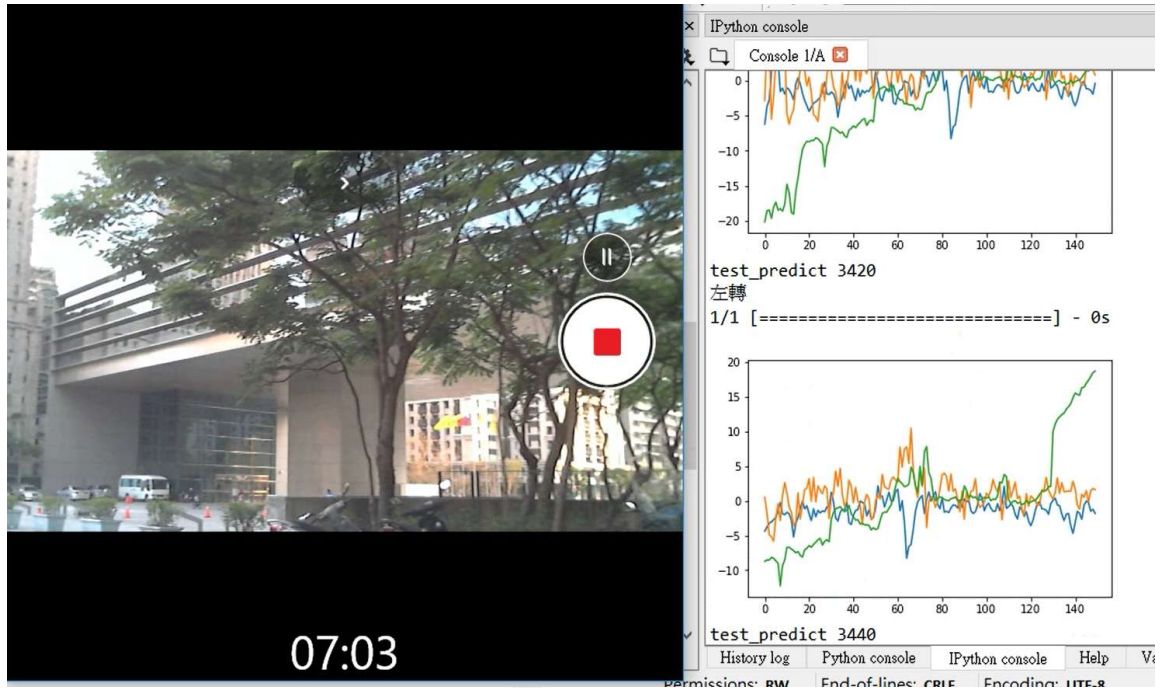 07:03
IPython console
Console 1/A
0
−5
−10
−15
−20
0 20 40 60 80 100 120 140
test_predict 3420
左轉
1/1 [==============================] - 0s
20
15
10
5
0
−5
−10
0 20 40 60 80 100 120 140
test_predict 3440
History log Python console IPython console Help
Permissions: RW End-of-lines: CRLF Encoding: UTF-8